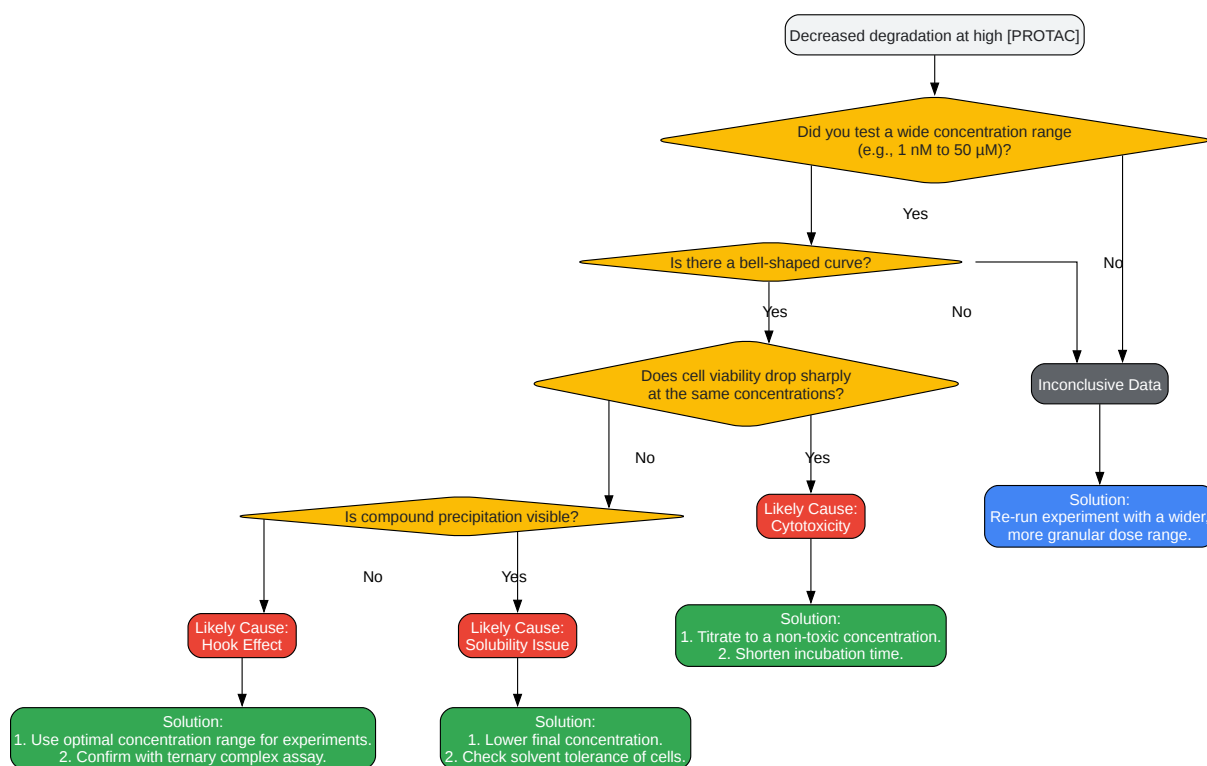 Decreased degradation at high [PROTAC]
Did you test a wide concentration range
(e.g., 1 nM to 50 µM)?
Yes
No
Is there a bell-shaped curve?
Yes
No
Does cell viability drop sharply
at the same concentrations?
Inconclusive Data
No
Yes
Likely Cause:
Cytotoxicity
Solution:
Re-run experiment with a wider,
more granular dose range.
Is compound precipitation visible?
No
Yes
Likely Cause:
Hook Effect
Likely Cause:
Solubility Issue
Solution:
1. Titrate to a non-toxic concentration.
2. Shorten incubation time.
Solution:
1. Use optimal concentration range for experiments.
2. Confirm with ternary complex assay.
Solution:
1. Lower final concentration.
2. Check solvent tolerance of cells.